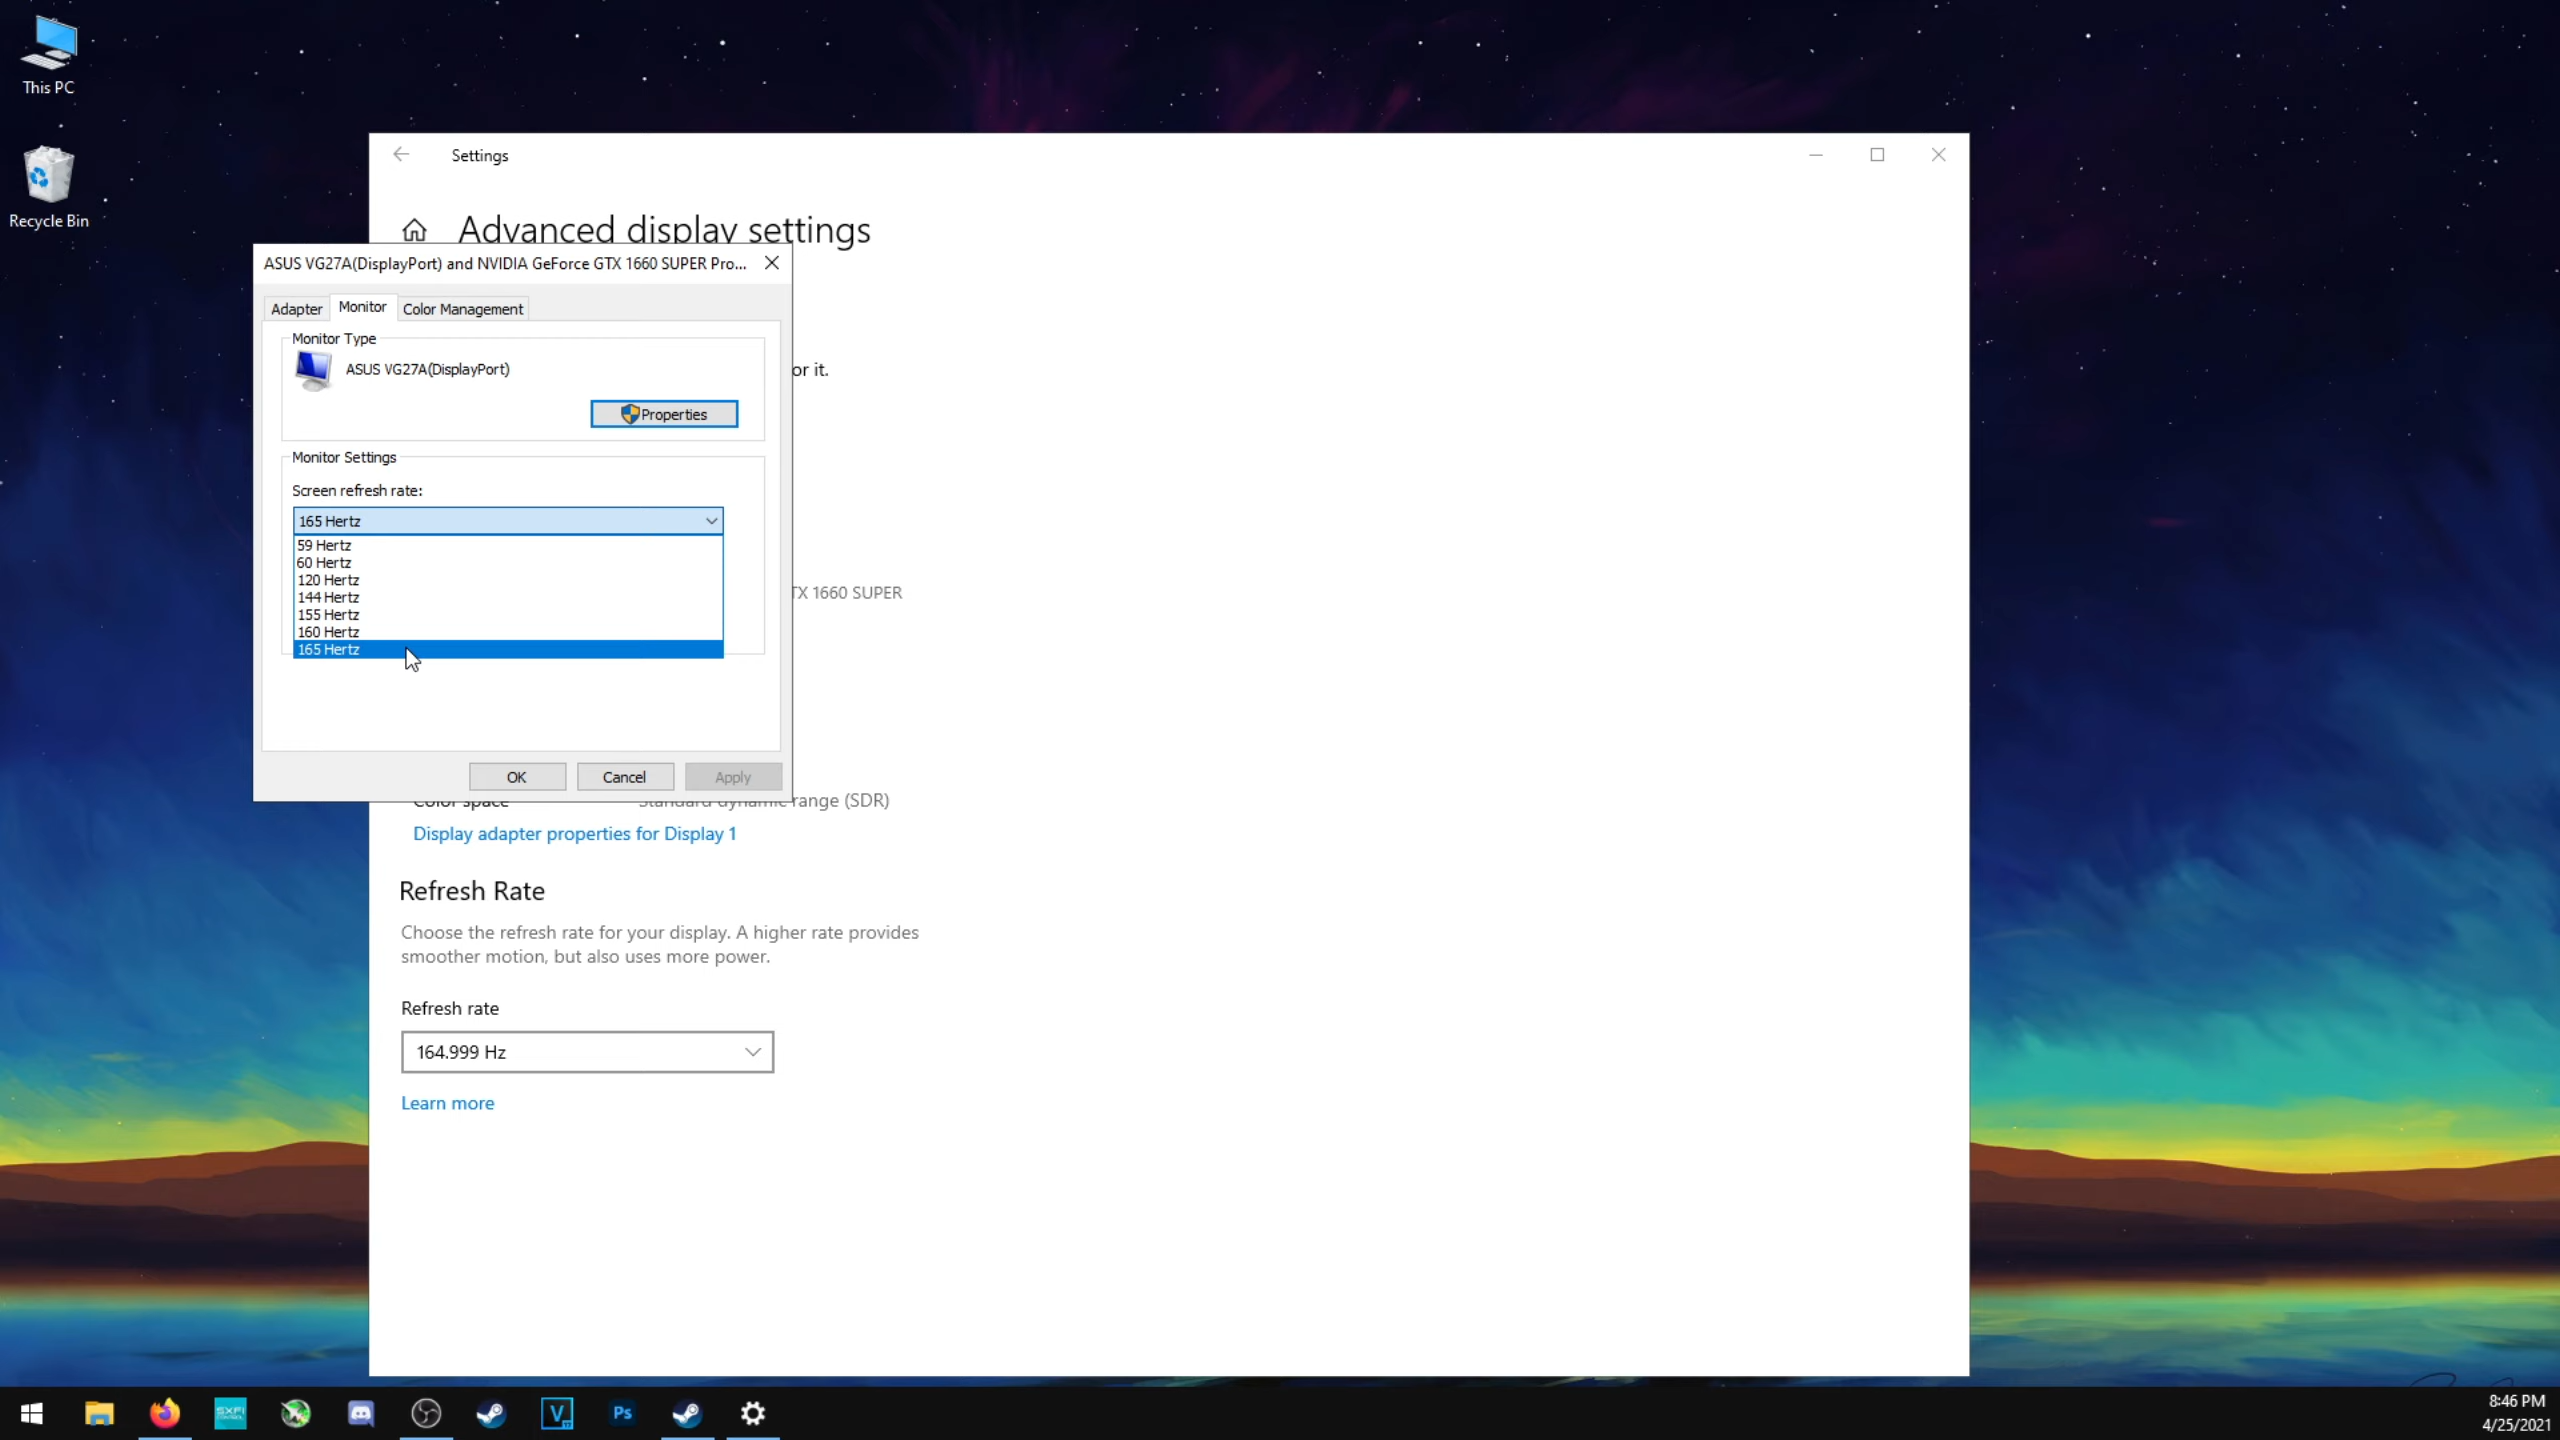 This PC
Recycle Bin
Settings
Advanced display settings
ASUS VG27A(DisplayPort) and NVIDIA GeForce GTX 1660 SUPER Pro...
Adapter
Monitor
Color Management
Monitor Type
ASUS VG27A(DisplayPort)
or it.
Properties
Monitor Settings
Screen refresh rate:
165 Hertz
59 Hertz
60 Hertz
120 Hertz
144 Hertz
155 Hertz
160 Hertz
165 Hertz
TX 1660 SUPER
OK
Cancel
Apply
Color space
Standard dynamic range (SDR)
Display adapter properties for Display 1
Refresh Rate
Choose the refresh rate for your display. A higher rate provides
smoother motion, but also uses more power.
Refresh rate
164.999 Hz
Learn more
SXFI
CONTROL
V
17
Ps
8:46 PM
4/25/2021